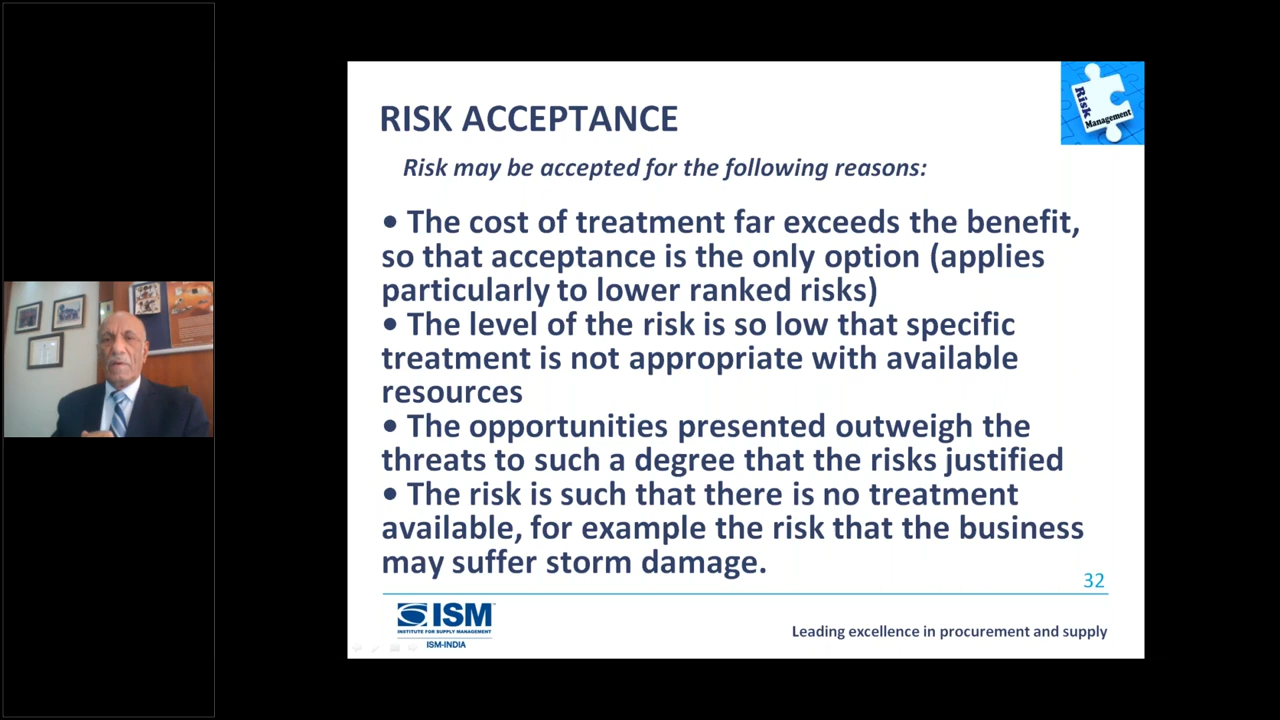 Risk
Management
RISK ACCEPTANCE
Risk may be accepted for the following reasons:
• The cost of treatment far exceeds the benefit,
so that acceptance is the only option (applies
particularly to lower ranked risks)
• The level of the risk is so low that specific
treatment is not appropriate with available
resources
• The opportunities presented outweigh the
threats to such a degree that the risks justified
• The risk is such that there is no treatment
available, for example the risk that the business
may suffer storm damage.
32
ISM
INSTITUTE FOR SUPPLY MANAGEMENT
ISM-INDIA
Leading excellence in procurement and supply